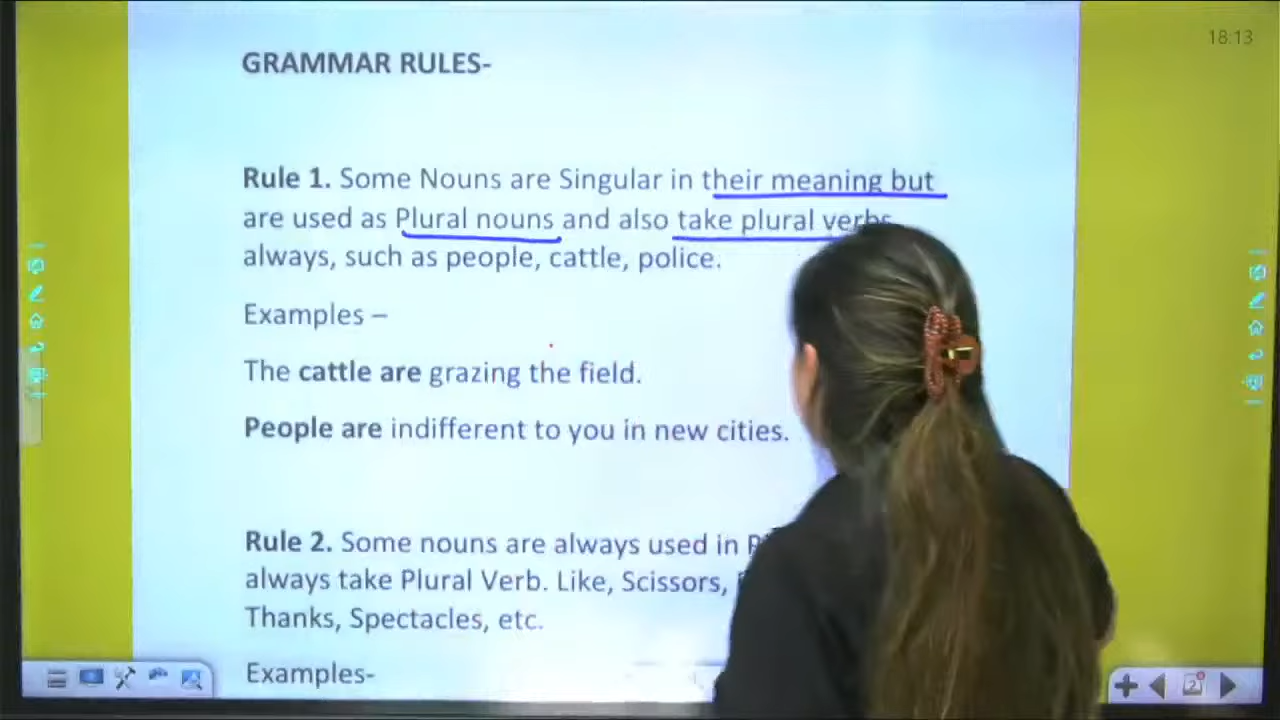 18:13
GRAMMAR RULES-
Rule 1. Some Nouns are Singular in their meaning but
are used as Plural nouns and also take plural verbs
always, such as people, cattle, police.
Examples –
The cattle are grazing the field.
People are indifferent to you in new cities.
Rule 2. Some nouns are always used in
always take Plural Verb. Like, Scissors,
Thanks, Spectacles, etc.
Examples-
2